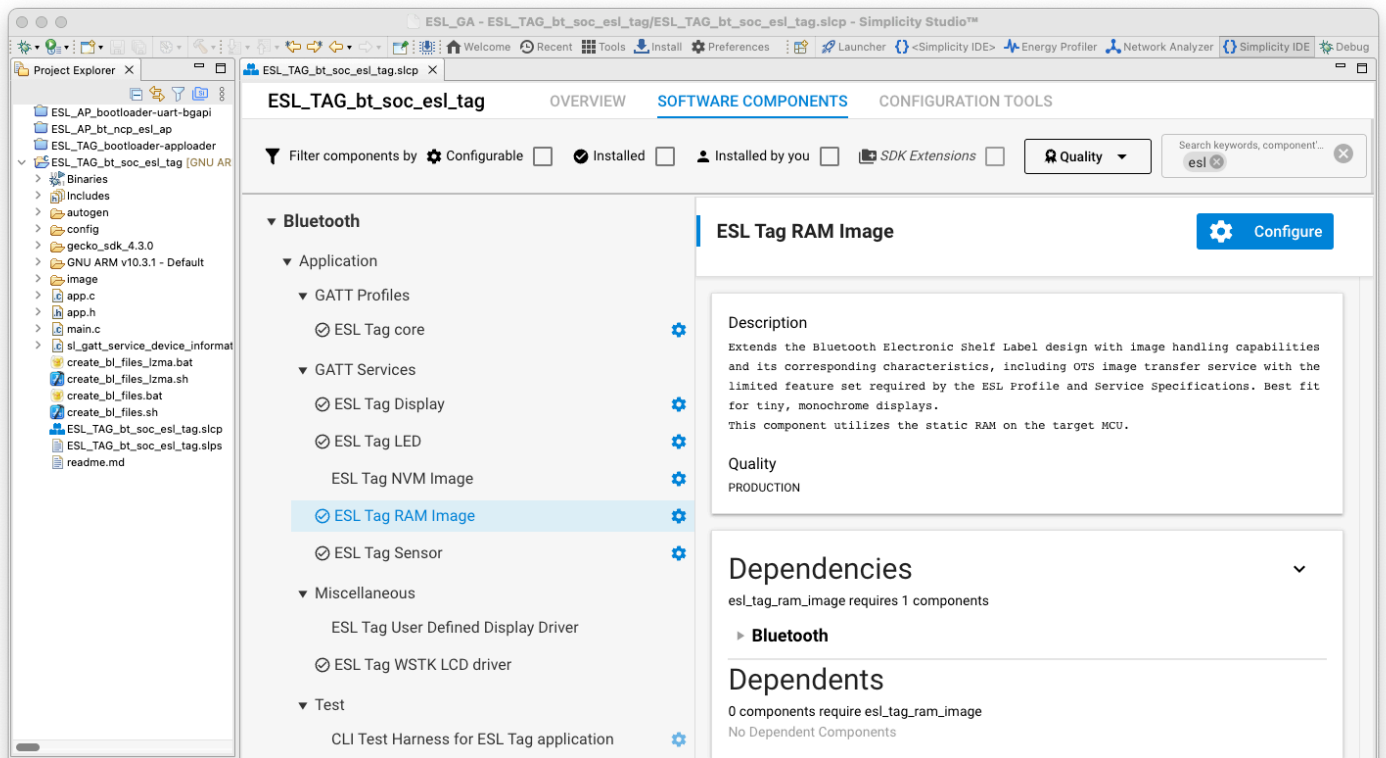 ESL_GA - ESL_TAG_bt_soc_esl_tag/ESL_TAG_bt_soc_esl_tag.slcp - Simplicity Studio™
Welcome Recent Tools Install Preferences Launcher <Simplicity IDE> Energy Profiler Network Analyzer Simplicity IDE Debug
Project Explorer
ESL_AP_bootloader-uart-bgapi
ESL_AP_bt_ncp_esl_ap
ESL_TAG_bootloader-apploader
ESL_TAG_bt_soc_esl_tag [GNU AR
Binaries
Includes
autogen
config
gecko_sdk_4.3.0
GNU ARM v10.3.1 - Default
image
app.c
app.h
main.c
sl_gatt_service_device_informat
create_bl_files_lzma.bat
create_bl_files_lzma.sh
create_bl_files.bat
create_bl_files.sh
ESL_TAG_bt_soc_esl_tag.slcp
ESL_TAG_bt_soc_esl_tag.slps
readme.md
ESL_TAG_bt_soc_esl_tag.slcp
ESL_TAG_bt_soc_esl_tag OVERVIEW SOFTWARE COMPONENTS CONFIGURATION TOOLS
Filter components by Configurable Installed Installed by you SDK Extensions Quality
Search keywords, component'...
esl
Bluetooth
Application
GATT Profiles
ESL Tag core
GATT Services
ESL Tag Display
ESL Tag LED
ESL Tag NVM Image
ESL Tag RAM Image
ESL Tag Sensor
Miscellaneous
ESL Tag User Defined Display Driver
ESL Tag WSTK LCD driver
Test
CLI Test Harness for ESL Tag application
ESL Tag RAM Image
Configure
Description
Extends the Bluetooth Electronic Shelf Label design with image handling capabilities
and its corresponding characteristics, including OTS image transfer service with the
limited feature set required by the ESL Profile and Service Specifications. Best fit
for tiny, monochrome displays.
This component utilizes the static RAM on the target MCU.
Quality
PRODUCTION
Dependencies
esl_tag_ram_image requires 1 components
Bluetooth
Dependents
0 components require esl_tag_ram_image
No Dependent Components